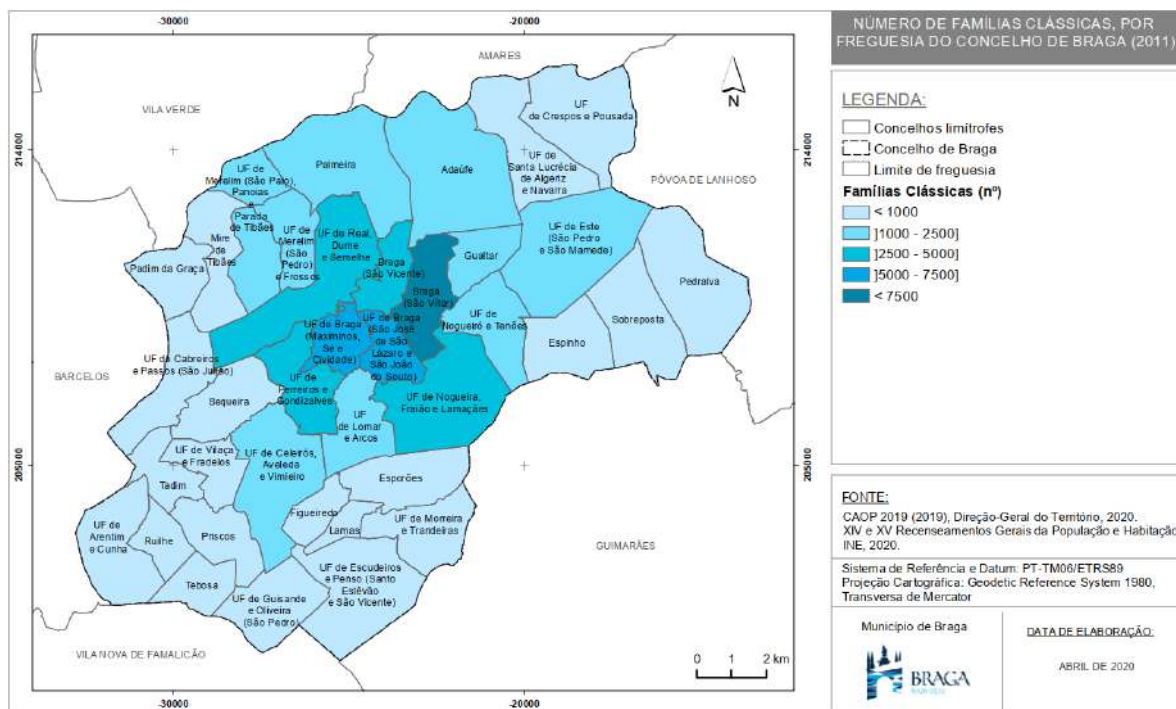 -30000
-20000
NÚMERO DE FAMÍLIAS CLÁSSICAS, POR
FREGUESIA DO CONCELHO DE BRAGA (2011)
AMARES
VILA VERDE
PÓVOA DE LANHOSO
BARCELOS
GUIMARÃES
VILA NOVA DE FAMALICÃO
N
214000
214000
205000
205000
UF
de Crespos e Pousada
UF de
Santa Lucrécia
de Algeriz
e Navarra
Adaúfe
Palmeira
UF de
Merelim (São Paio),
Panoias
e
Parada
de Tibães
Mire
de
Tibães
UF de
Merelim
(São
Pedro)
e Frossos
UF de Real,
Dume
e Semelhe
Padim da Graça
Braga
(São Vicente)
Braga
(São Vítor)
Gualtar
UF de Este
(São Pedro
e São Mamede)
Pedralva
Sobreposta
Espinho
UF de
Nogueiró e Tenões
UF de Braga
(Maximinos,
Sé e
Cividade)
UF de Braga
(São José
de São
Lázaro e
São João
do Souto)
UF de Cabreiros
e Passos (São Julião)
UF de
Ferreiros e
Gondizalves
UF de Nogueira,
Fraião e Lamaçães
Sequeira
UF
de Lomar
e Arcos
UF de Vilaça
e Fradelos
UF de Celeirós,
Aveleda
e Vimieiro
Tadim
Esporões
Figueiredo
Lamas
UF de Morreira
e Trandeiras
UF de
Arentim
e Cunha
Ruilhe
Priscos
Tebosa
UF de Guisande
e Oliveira
(São Pedro)
UF de Escudeiros
e Penso (Santo
Estêvão
e São Vicente)
0 1 2 km
-30000
-20000
LEGENDA:
Concelhos limítrofes
Concelho de Braga
Limite de freguesia
Famílias Clássicas (nº)
< 1000
]1000 - 2500]
]2500 - 5000]
]5000 - 7500]
< 7500
FONTE:
CAOP 2019 (2019), Direção-Geral do Território, 2020.
XIV e XV Recenseamentos Gerais da População e Habitação
INE, 2020.
Sistema de Referência e Datum: PT-TM06/ETRS89
Projeção Cartográfica: Geodetic Reference System 1980,
Transversa de Mercator
Município de Braga
BRAGA
DATA DE ELABORAÇÃO:
ABRIL DE 2020